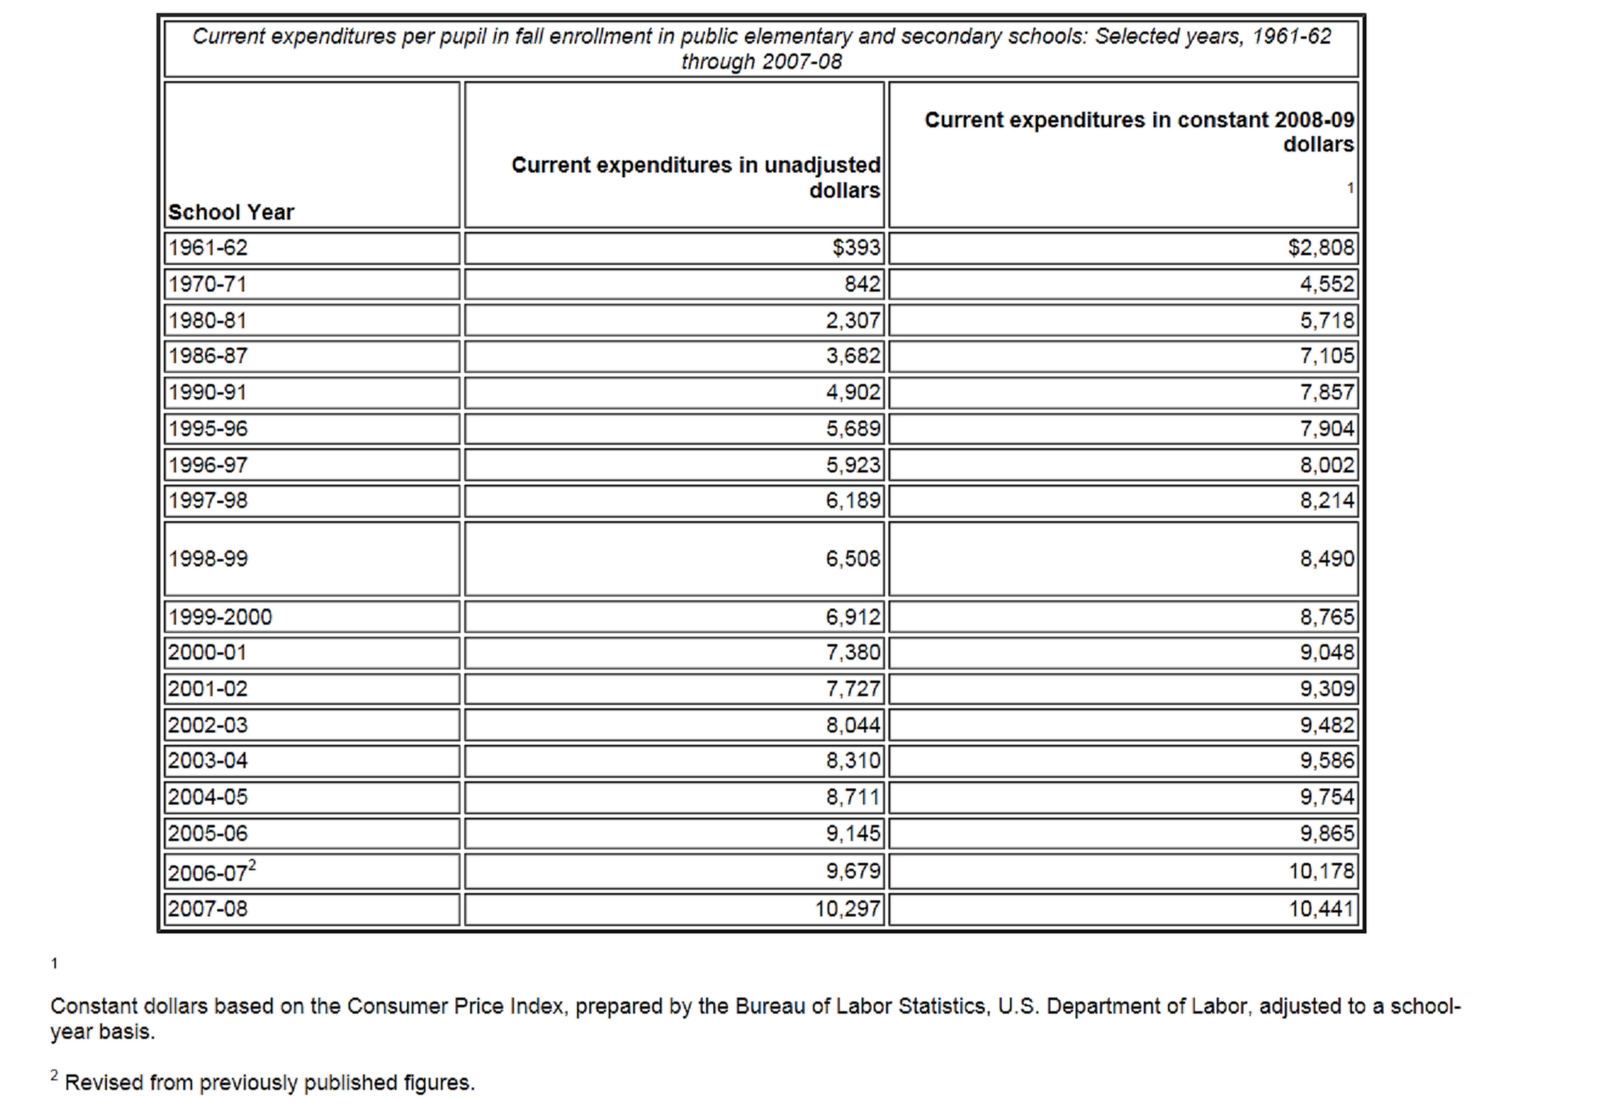 Current expenditures per pupil in fall enrollment in public elementary and secondary schools: Selected years, 1961-62
through 2007-08
School Year
Current expenditures in unadjusted
dollars
Current expenditures in constant 2008-09
dollars
1
1961-62 $393 $2,808
1970-71 842 4,552
1980-81 2,307 5,718
1986-87 3,682 7,105
1990-91 4,902 7,857
1995-96 5,689 7,904
1996-97 5,923 8,002
1997-98 6,189 8,214
1998-99 6,508 8,490
1999-2000 6,912 8,765
2000-01 7,380 9,048
2001-02 7,727 9,309
2002-03 8,044 9,482
2003-04 8,310 9,586
2004-05 8,711 9,754
2005-06 9,145 9,865
2006-07² 9,679 10,178
2007-08 10,297 10,441
1
Constant dollars based on the Consumer Price Index, prepared by the Bureau of Labor Statistics, U.S. Department of Labor, adjusted to a school-
year basis.
² Revised from previously published figures.